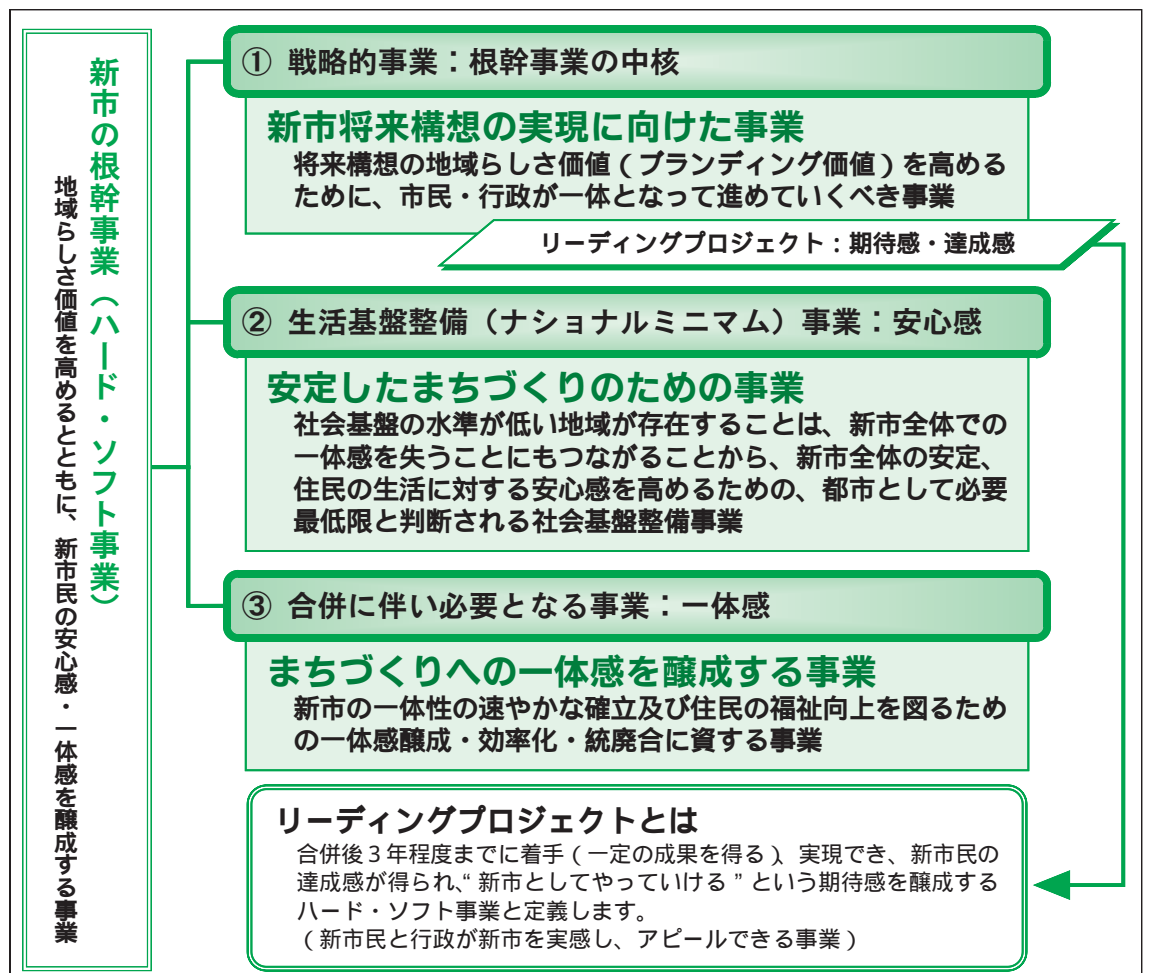 新市の根幹事業（ハード・ソフト事業）
地域らしさ価値を高めるとともに、新市民の安心感・一体感を醸成する事業
① 戦略的事業：根幹事業の中核
新市将来構想の実現に向けた事業
将来構想の地域らしさ価値（ブランディング価値）を高める
ために、市民・行政が一体となって進めていくべき事業
リーディングプロジェクト：期待感・達成感
② 生活基盤整備（ナショナルミニマム）事業：安心感
安定したまちづくりのための事業
社会基盤の水準が低い地域が存在することは、新市全体での
一体感を失うことにもつながることから、新市全体の安定、
住民の生活に対する安心感を高めるための、都市として必要
最低限と判断される社会基盤整備事業
③ 合併に伴い必要となる事業：一体感
まちづくりへの一体感を醸成する事業
新市の一体性の速やかな確立及び住民の福祉向上を図るため
の一体感醸成・効率化・統廃合に資する事業
リーディングプロジェクトとは
合併後３年程度までに着手（一定の成果を得る）、実現でき、新市民の
達成感が得られ、“新市としてやっていける”という期待感を醸成する
ハード・ソフト事業と定義します。
（新市民と行政が新市を実感し、アピールできる事業）